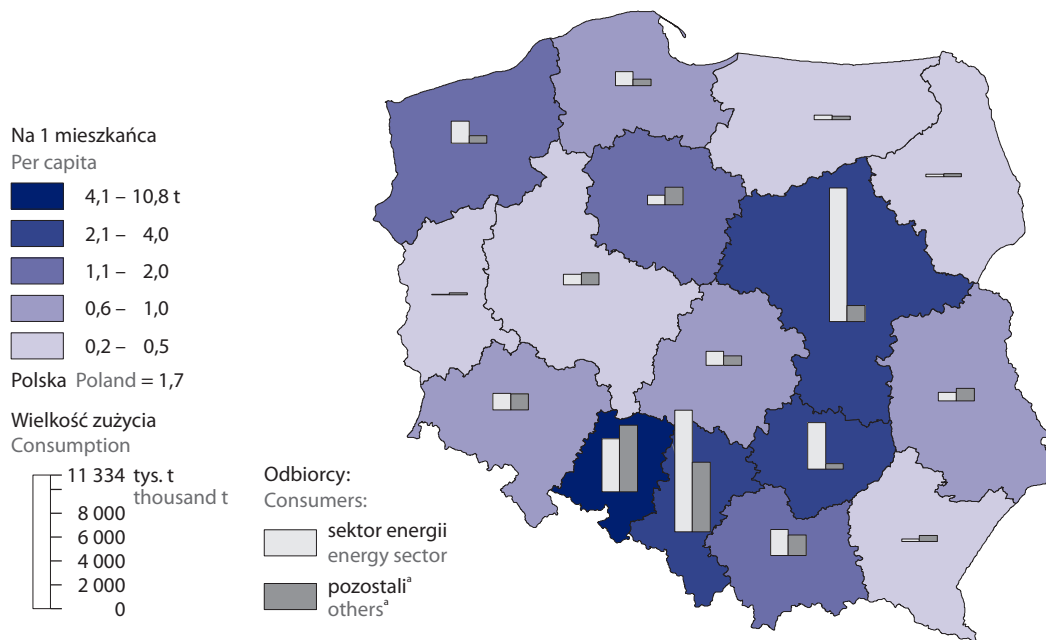 Na 1 mieszkańca
Per capita
4,1 – 10,8 t
2,1 – 4,0
1,1 – 2,0
0,6 – 1,0
0,2 – 0,5
Polska Poland = 1,7
Wielkość zużycia
Consumption
11 334 tys. t
thousand t
8 000
6 000
4 000
2 000
0
Odbiorcy:
Consumers:
sektor energii
energy sector
pozostaliª
othersª